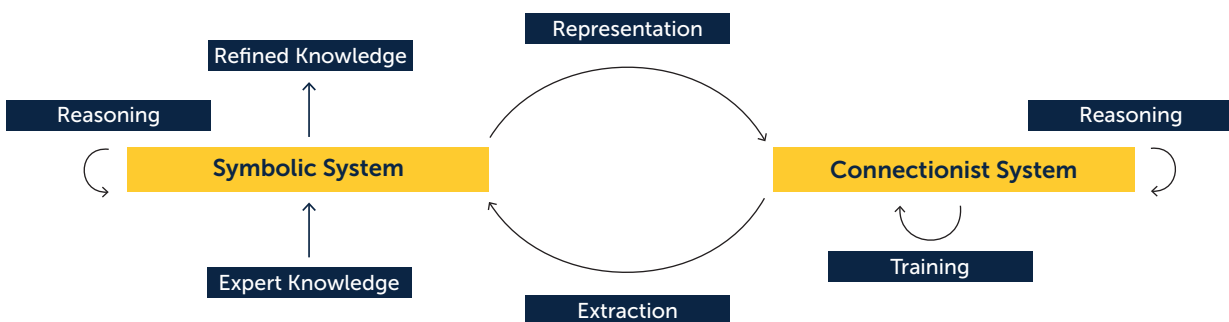 Representation
Refined Knowledge
Reasoning
Reasoning
Symbolic System
Connectionist System
Expert Knowledge
Training
Extraction